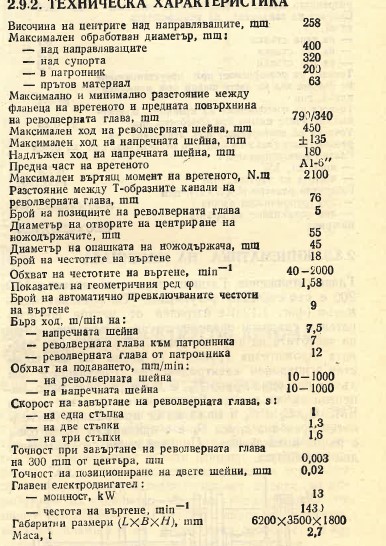 2.9.2. ТЕХНИЧЕСКА ХАРАКТЕРИСТИКА
Височина на центрите над направляващите, mm 258
Максимален обработван диаметър, mm:
— над направляващите 400
— над супорта 320
— в патронник 200
— прътов материал 63
Максимално и минимално разстояние между
фланеца на вретеното и предната повърхнина
на револверната глава, mm 790/340
Максимален ход на револверната шейна, mm 450
Максимален ход на напречната шейна, mm ±135
Надлъжен ход на напречната шейна, mm 180
Предна част на вретеното А1-6″
Максимален въртящ момент на вретеното, N.m 2100
Разстояние между Т-образните канали на
револверната глава, mm 76
Брой на позициите на револверната глава 5
Диаметър на отворите на центриране на
ножодържачите, mm 55
Диаметър на опашката на ножодържача, mm 45
Брой на честотите на въртене 18
Обхват на честотите на въртене, min⁻¹ 40—2000
Показател на геометричния ред φ 1,58
Брой на автоматично превключваните честоти
на въртене 9
Бърз ход, m/min на:
— напречната шейна 7,5
— револверната глава към патронника 7
— револверната глава от патронника 12
Обхват на подаването, mm/min:
— на револверната шейна 10—1000
— на напречната шейна 10—1000
Скорост на завъртане на револверната глава, s:
— на една стъпка 1
— на две стъпки 1,3
— на три стъпки 1,6
Точност при завъртане на револверната глава
на 300 mm от центъра, mm 0,003
Точност на позициониране на двете шейни, mm 0,02
Главен електродвигател:
— мощност, kW 13
— честота на въртене, min⁻¹ 1430
Габаритни размери (L×B×H), mm 6200×3500×1800
Маса, t 2,7